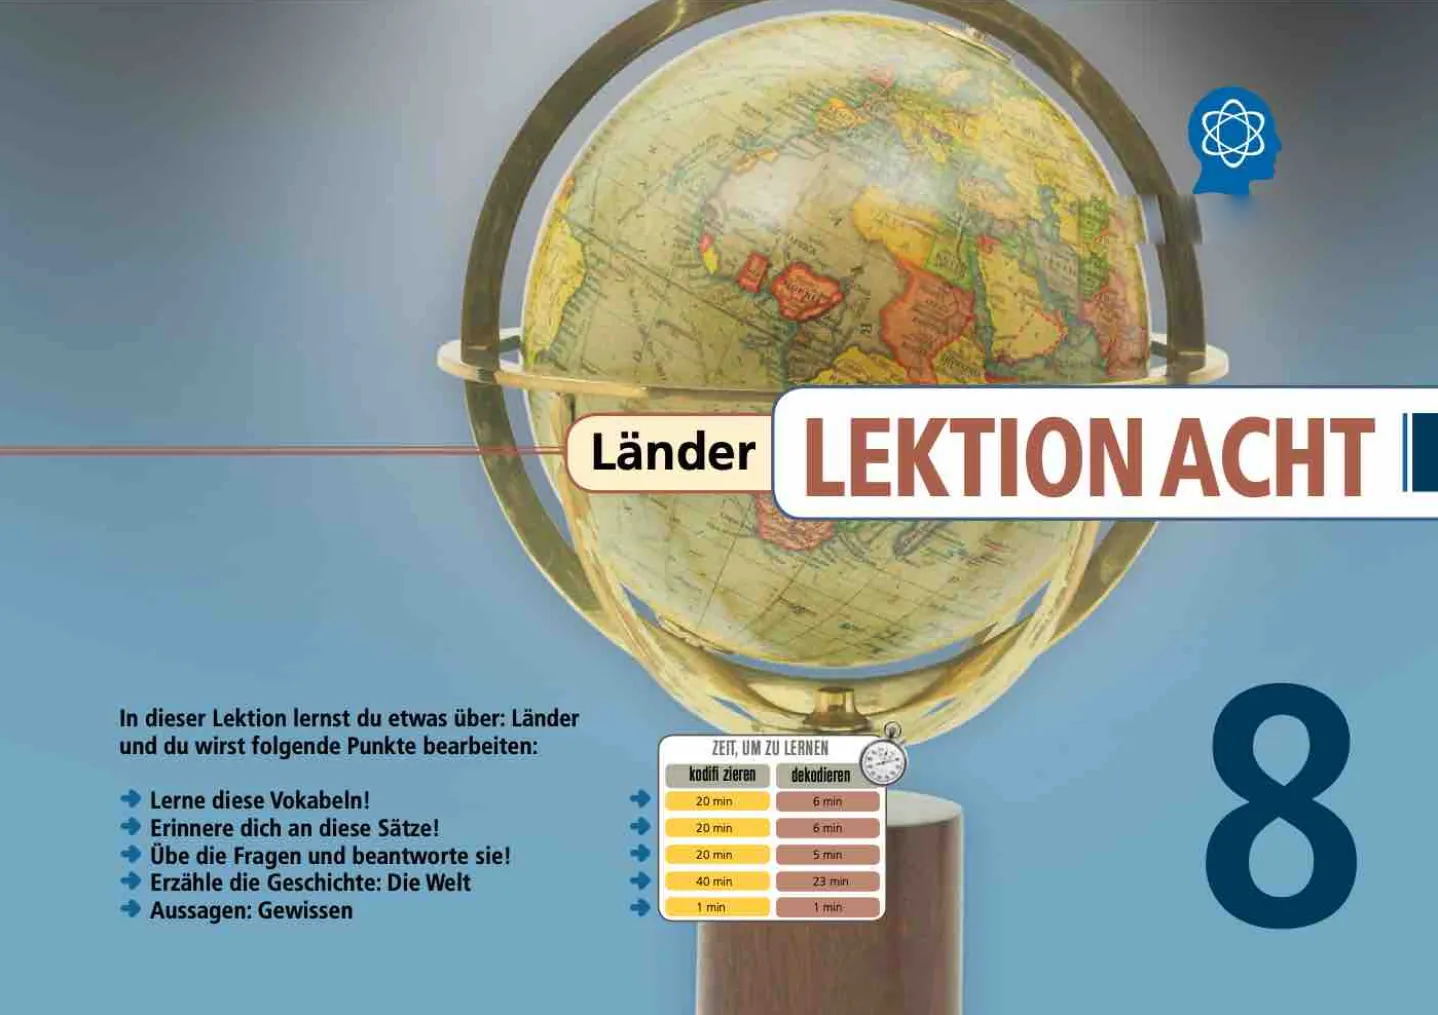 Länder
LEKTION ACHT
In dieser Lektion lernst du etwas über: Länder
und du wirst folgende Punkte bearbeiten:
ZEIT, UM ZU LERNEN
kodifi zieren dekodieren
Lerne diese Vokabeln! 20 min 6 min
Erinnere dich an diese Sätze! 20 min 6 min
Übe die Fragen und beantworte sie! 20 min 5 min
Erzähle die Geschichte: Die Welt 40 min 23 min
Aussagen: Gewissen 1 min 1 min
8